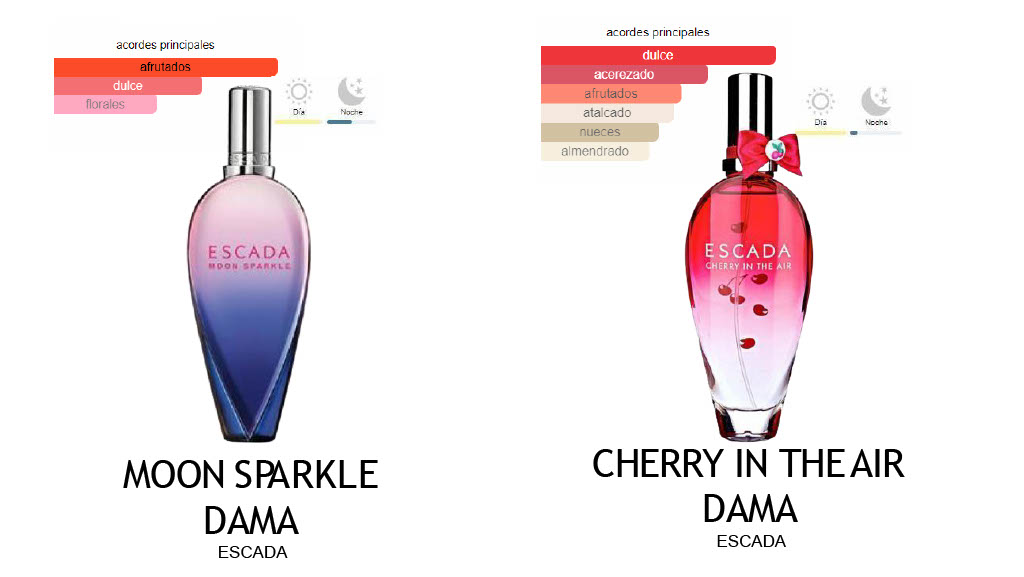 acordes principales
afrutados
dulce
florales
Día
Noche
ESCADA
ESCADA
MOON SPARKLE
MOON SPARKLE
DAMA
ESCADA
acordes principales
dulce
acerezado
afrutados
atalcado
nueces
almendrado
Día
Noche
ESCADA
CHERRY IN THE AIR
CHERRY IN THE AIR
DAMA
ESCADA